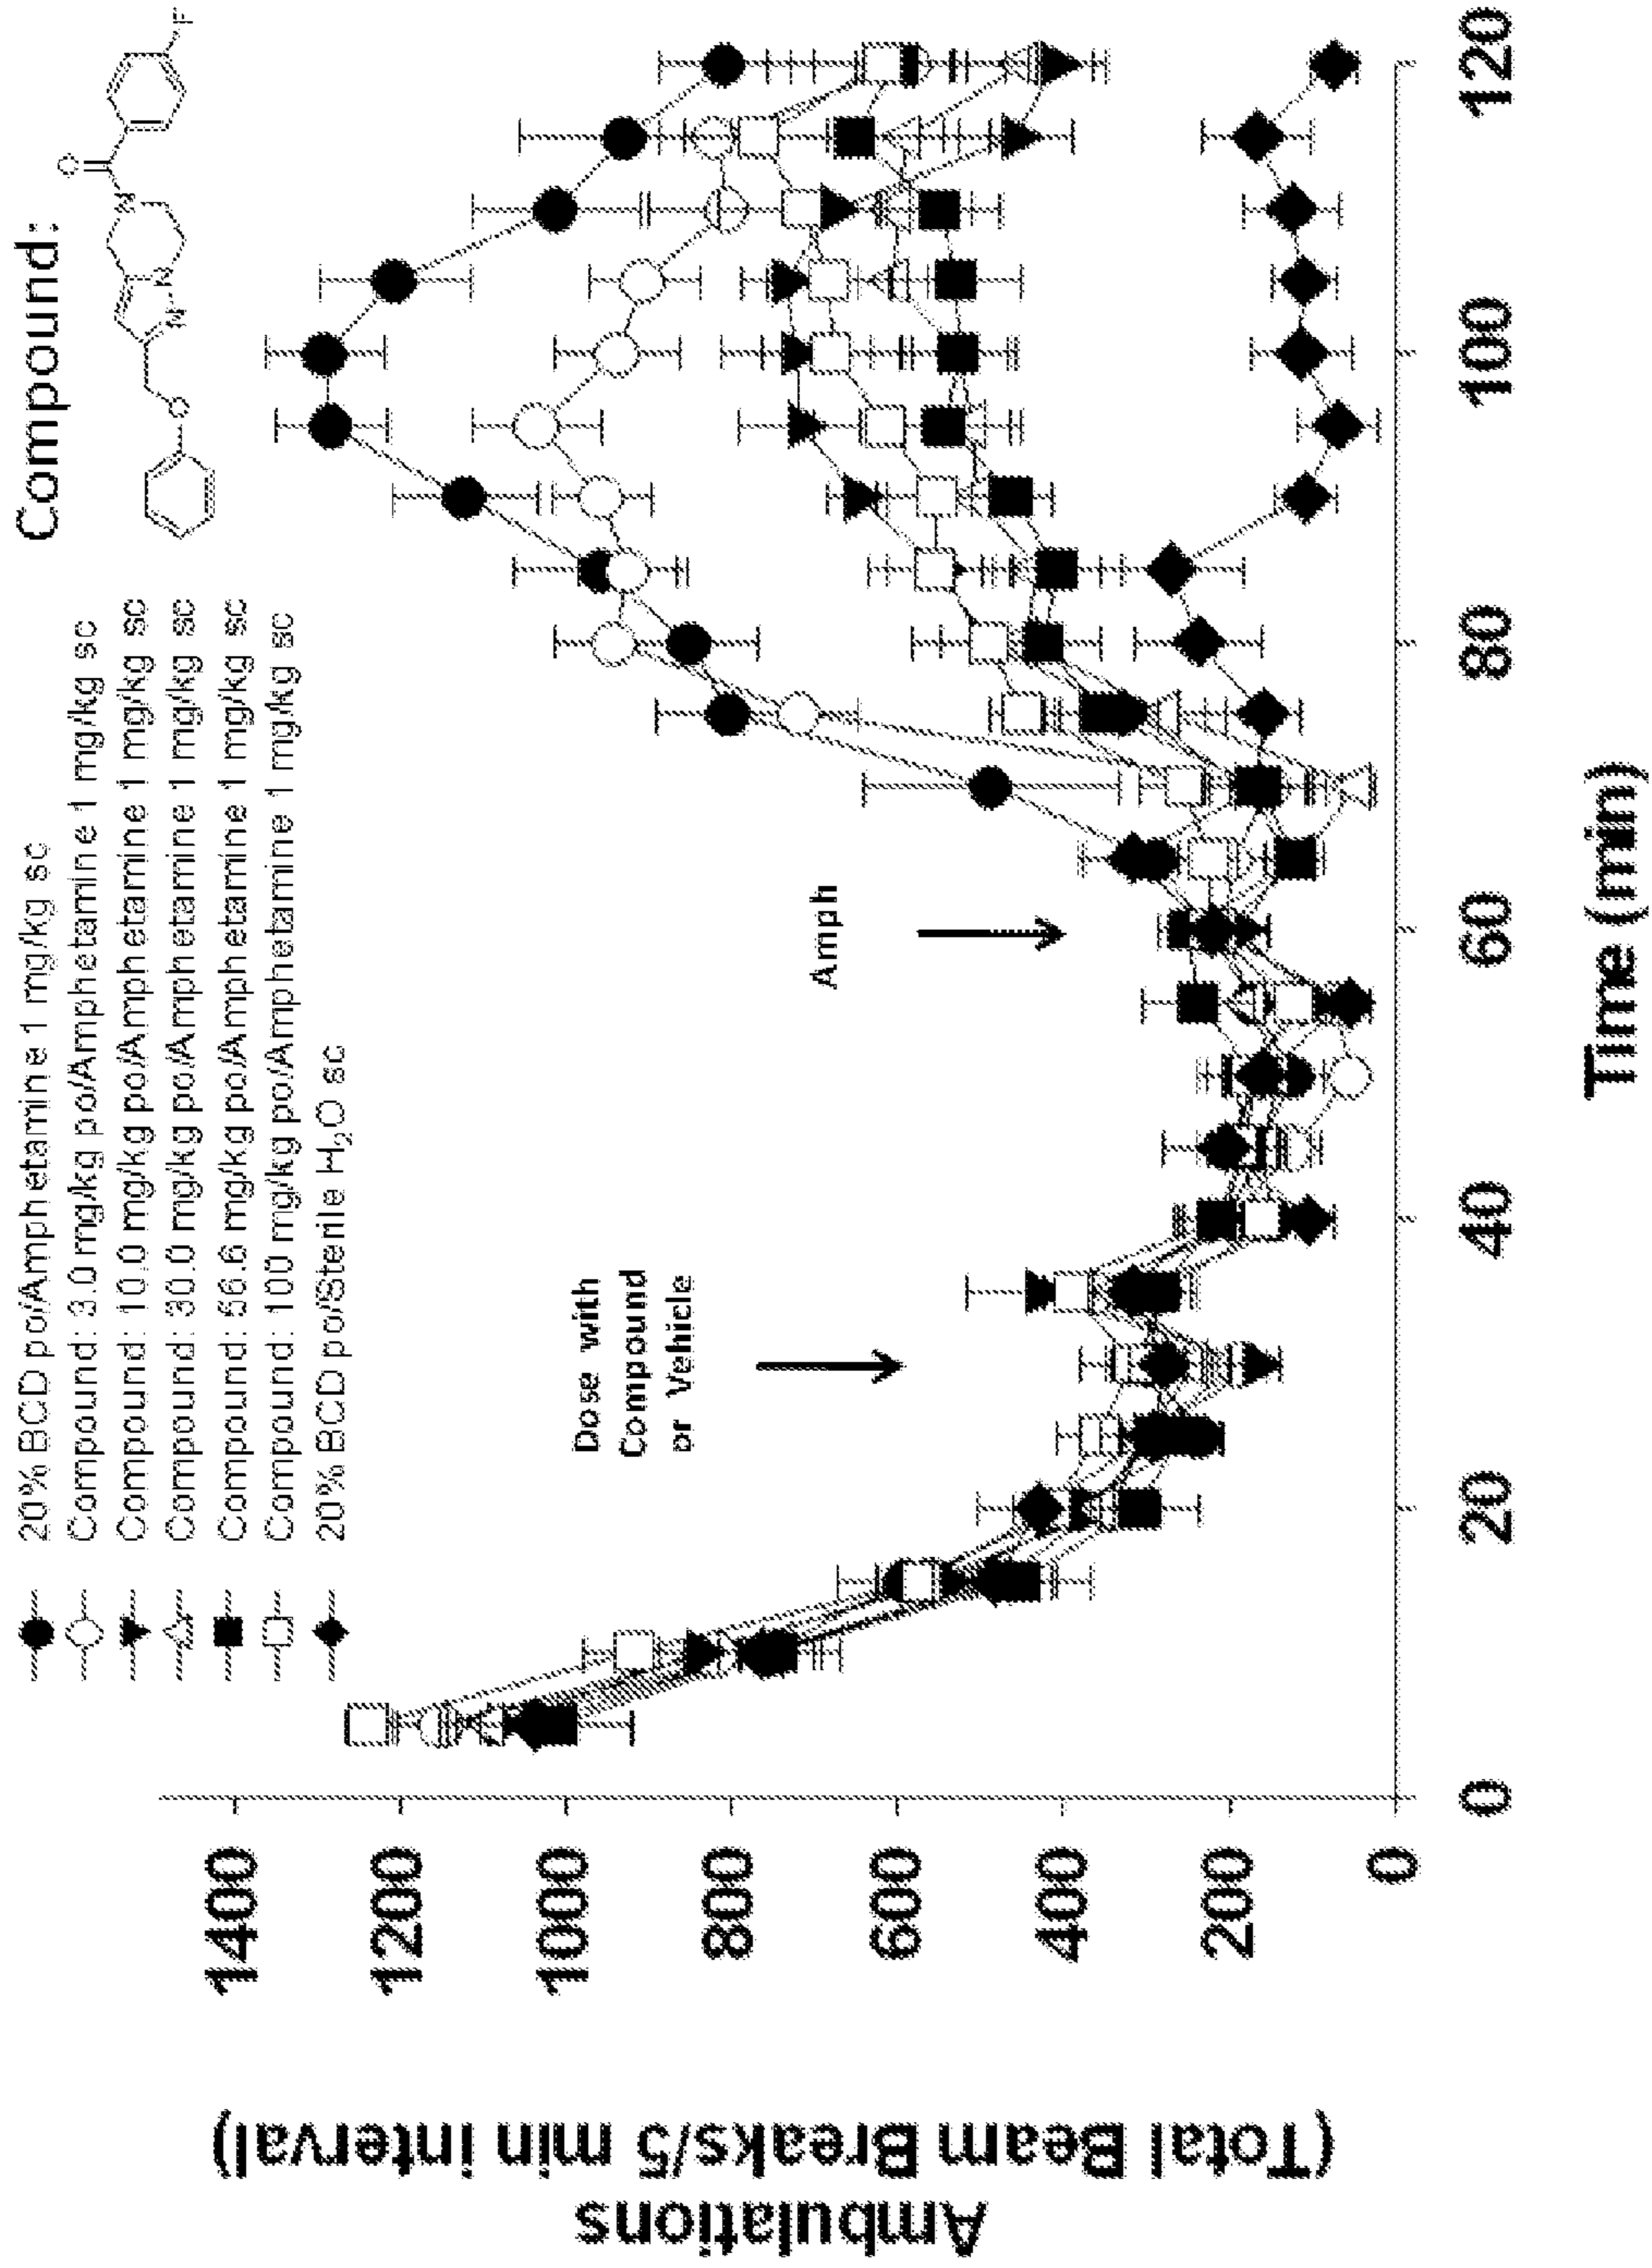 20% BCD po/Amphetamine 1 mg/kg sc
Compound: 3.0 mg/kg po/Amphetamine 1 mg/kg sc
Compound: 10.0 mg/kg po/Amphetamine 1 mg/kg sc
Compound: 30.0 mg/kg po/Amphetamine 1 mg/kg sc
Compound: 56.6 mg/kg po/Amphetamine 1 mg/kg sc
Compound: 100 mg/kg po/Amphetamine 1 mg/kg sc
20% BCD po/Sterile H₂O sc
Compound:
O
N
F
N
N
O
Dose with
Compound
or Vehicle
Amph
Ambulations
(Total Beam Breaks/5 min interval)
1400
1200
1000
800
600
400
200
0
0 20 40 60 80 100 120
Time (min)